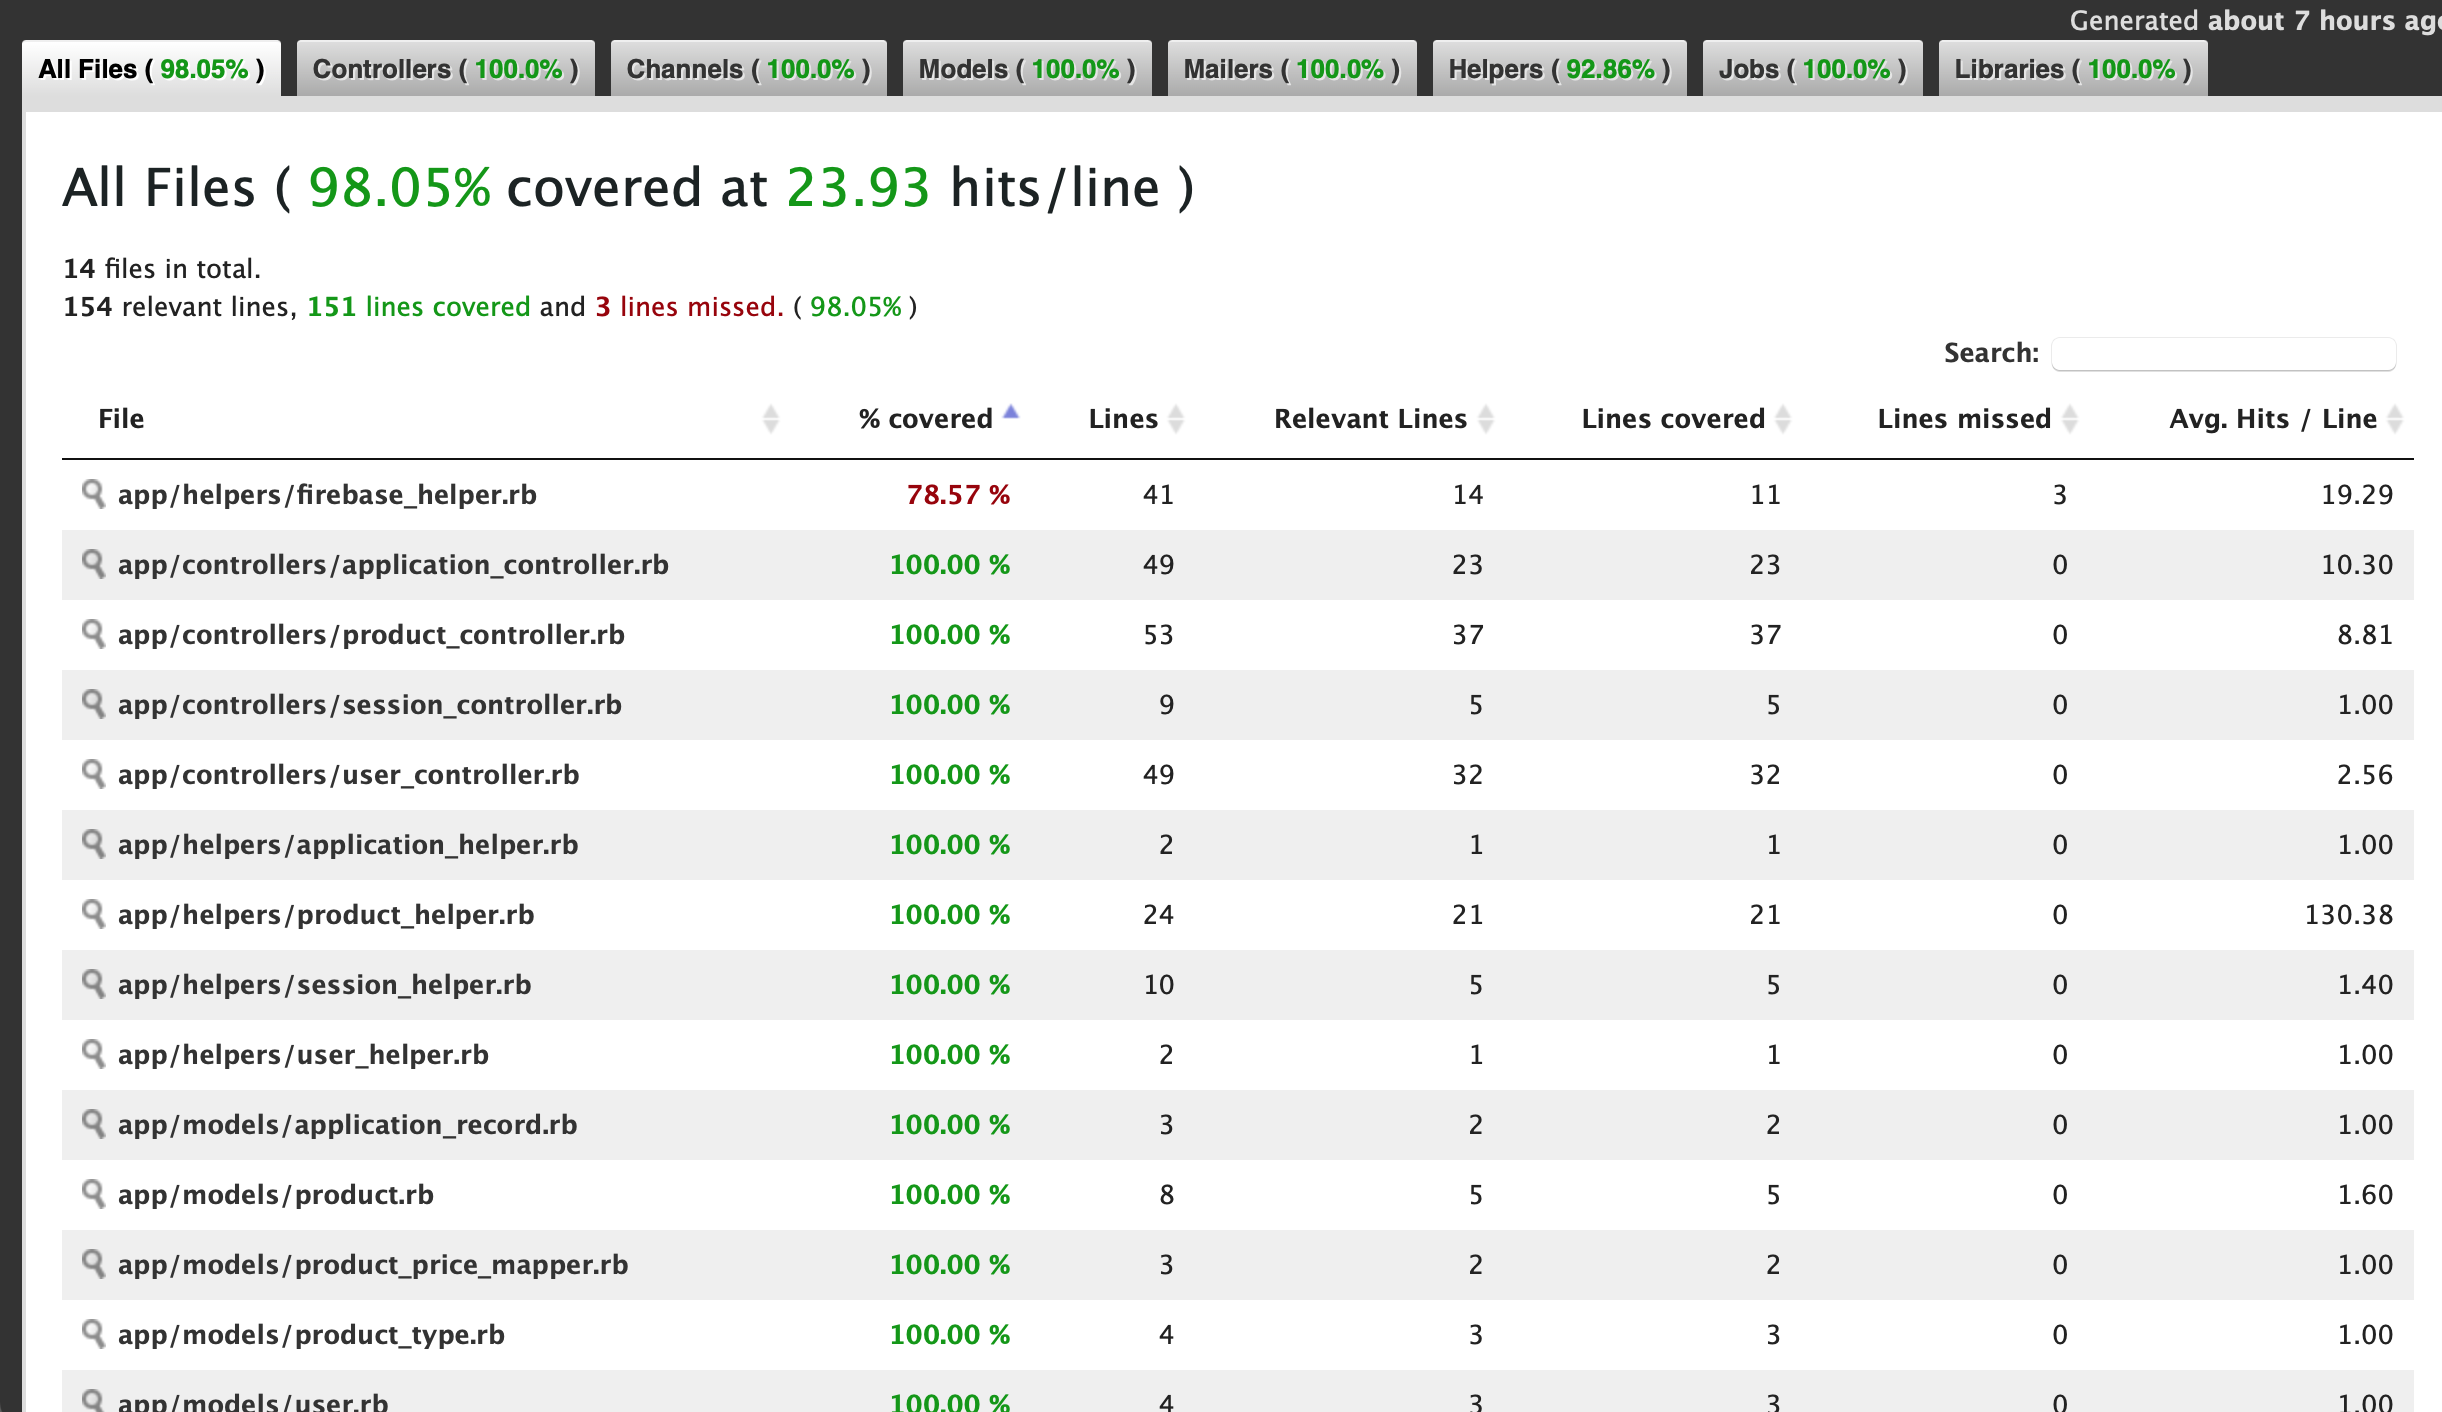 Generated about 7 hours ago
All Files ( 98.05% ) Controllers ( 100.0% ) Channels ( 100.0% ) Models ( 100.0% ) Mailers ( 100.0% ) Helpers ( 92.86% ) Jobs ( 100.0% ) Libraries ( 100.0% )
All Files ( 98.05% covered at 23.93 hits/line )
14 files in total.
154 relevant lines, 151 lines covered and 3 lines missed. ( 98.05% )
Search:
File % covered Lines Relevant Lines Lines covered Lines missed Avg. Hits / Line
app/helpers/firebase_helper.rb 78.57 % 41 14 11 3 19.29
app/controllers/application_controller.rb 100.00 % 49 23 23 0 10.30
app/controllers/product_controller.rb 100.00 % 53 37 37 0 8.81
app/controllers/session_controller.rb 100.00 % 9 5 5 0 1.00
app/controllers/user_controller.rb 100.00 % 49 32 32 0 2.56
app/helpers/application_helper.rb 100.00 % 2 1 1 0 1.00
app/helpers/product_helper.rb 100.00 % 24 21 21 0 130.38
app/helpers/session_helper.rb 100.00 % 10 5 5 0 1.40
app/helpers/user_helper.rb 100.00 % 2 1 1 0 1.00
app/models/application_record.rb 100.00 % 3 2 2 0 1.00
app/models/product.rb 100.00 % 8 5 5 0 1.60
app/models/product_price_mapper.rb 100.00 % 3 2 2 0 1.00
app/models/product_type.rb 100.00 % 4 3 3 0 1.00
app/models/user.rb 100.00 % 4 3 3 0 1.00